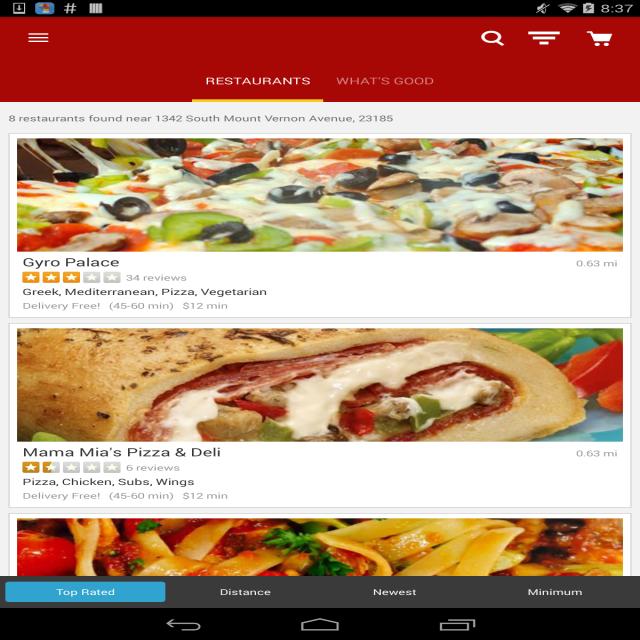 8:37
RESTAURANTS WHAT'S GOOD
8 restaurants found near 1342 South Mount Vernon Avenue, 23185
Gyro Palace 0.63 mi
34 reviews
Greek, Mediterranean, Pizza, Vegetarian
Delivery Free! (45-60 min) $12 min
Mama Mia's Pizza & Deli 0.63 mi
6 reviews
Pizza, Chicken, Subs, Wings
Delivery Free! (45-60 min) $12 min
Top Rated Distance Newest Minimum